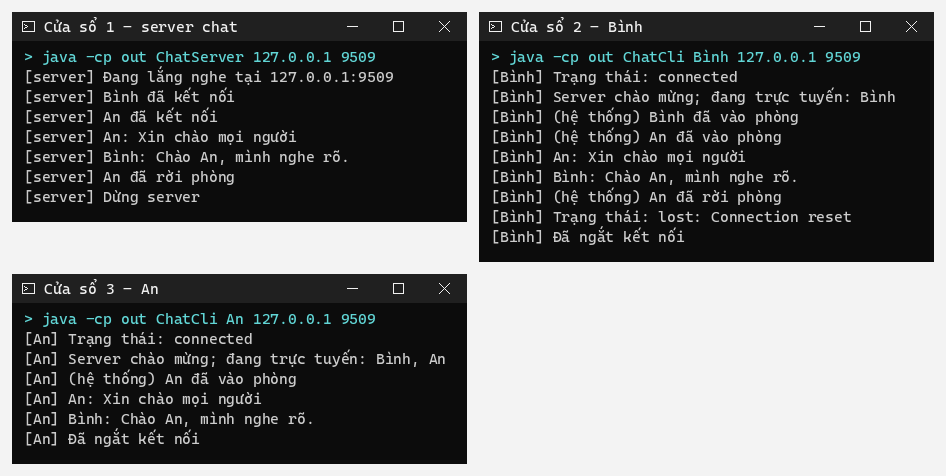 Cửa sổ 1 — server chat
> java -cp out ChatServer 127.0.0.1 9509
[server] Đang lắng nghe tại 127.0.0.1:9509
[server] Bình đã kết nối
[server] An đã kết nối
[server] An: Xin chào mọi người
[server] Bình: Chào An, mình nghe rõ.
[server] An đã rời phòng
[server] Dừng server
Cửa sổ 2 — Bình
> java -cp out ChatCli Bình 127.0.0.1 9509
[Bình] Trạng thái: connected
[Bình] Server chào mừng; đang trực tuyến: Bình
[Bình] (hệ thống) Bình đã vào phòng
[Bình] (hệ thống) An đã vào phòng
[Bình] An: Xin chào mọi người
[Bình] Bình: Chào An, mình nghe rõ.
[Bình] (hệ thống) An đã rời phòng
[Bình] Trạng thái: lost: Connection reset
[Bình] Đã ngắt kết nối
Cửa sổ 3 — An
> java -cp out ChatCli An 127.0.0.1 9509
[An] Trạng thái: connected
[An] Server chào mừng; đang trực tuyến: Bình, An
[An] (hệ thống) An đã vào phòng
[An] An: Xin chào mọi người
[An] Bình: Chào An, mình nghe rõ.
[An] Đã ngắt kết nối